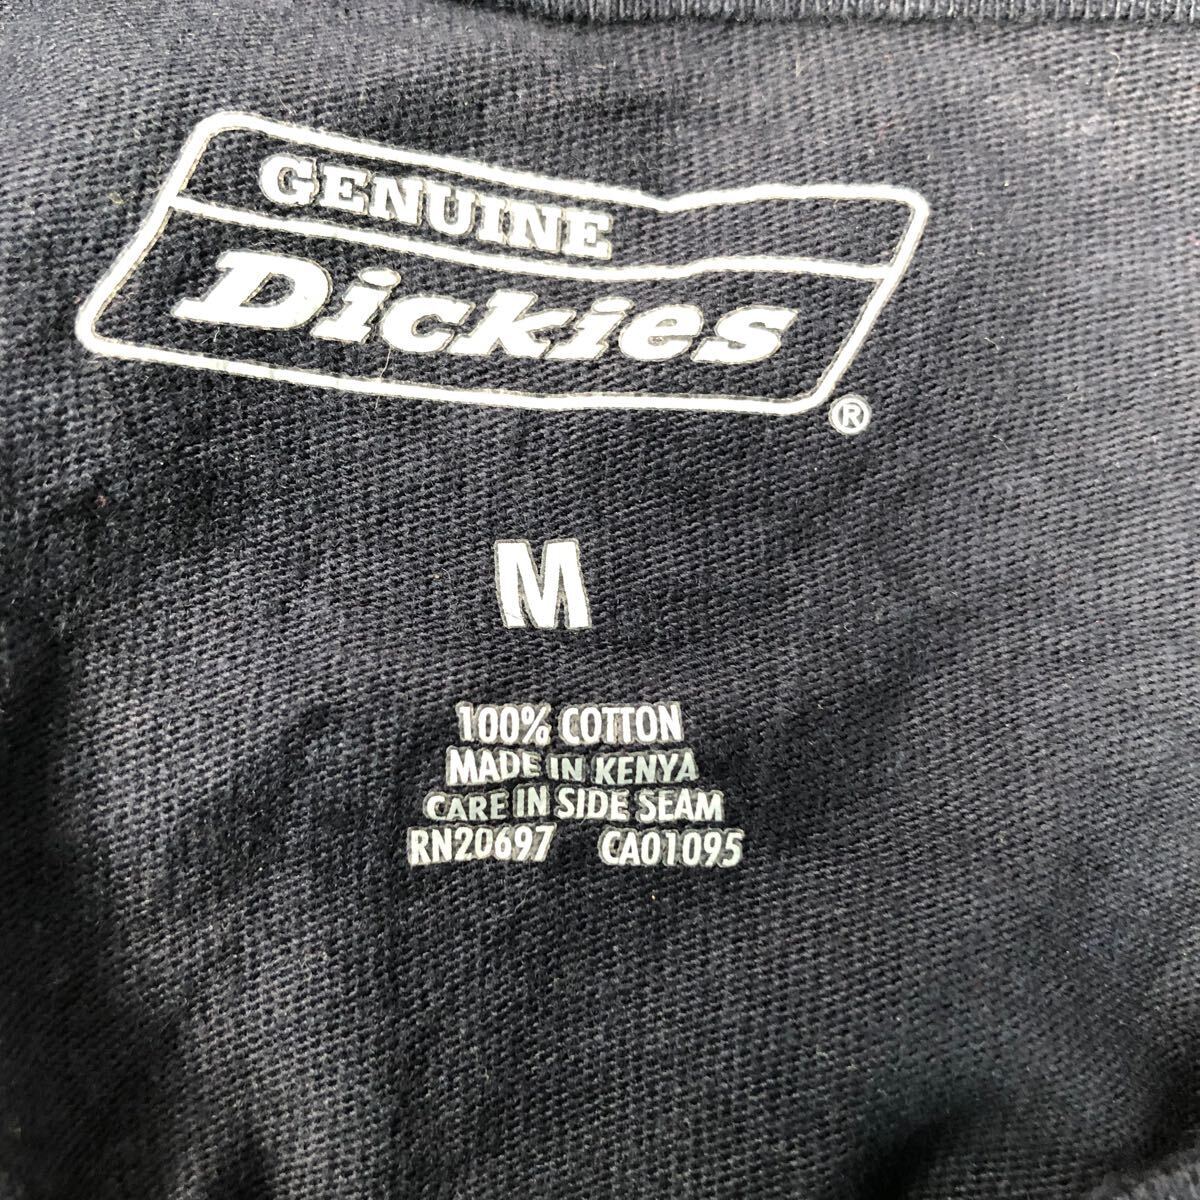 GENUINE
Dickies®
M
100% COTTON
MADE IN KENYA
CARE IN SIDE SEAM
RN20697 CA01095